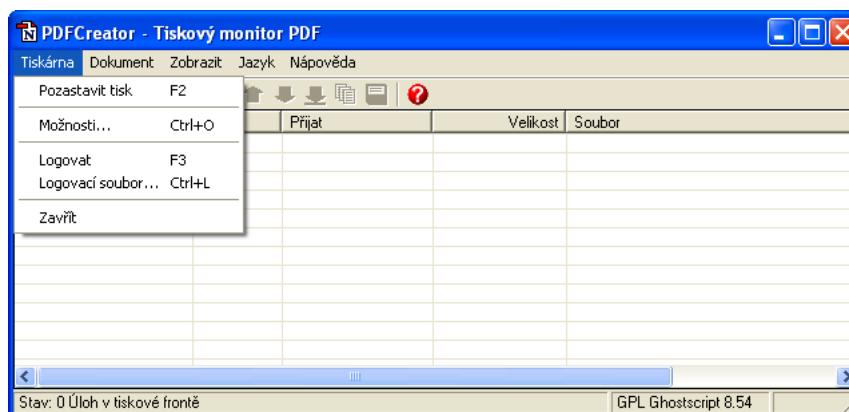 PDFCreator - Tiskový monitor PDF
Tiskárna Dokument Zobrazit Jazyk Nápověda
Pozastavit tisk F2
Možnosti... Ctrl+O
Přijat Velikost Soubor
Logovat F3
Logovací soubor... Ctrl+L
Zavřít
Stav: 0 Úloh v tiskové frontě GPL Ghostscript 8.54